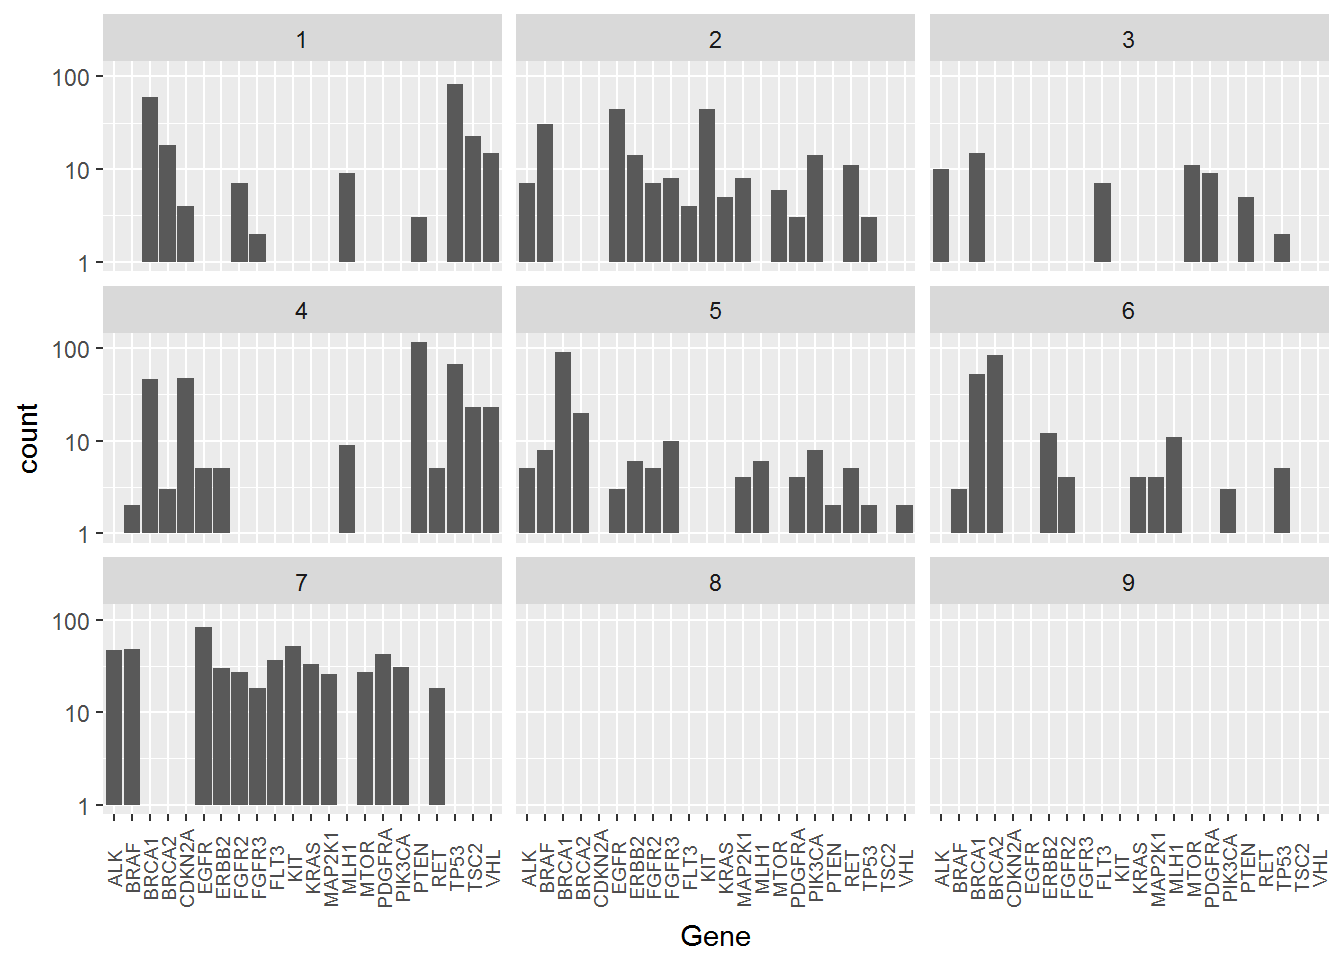 1 2 3
100
10
1
4 5 6
100
10
1
count
7 8 9
100
10
1
ALK BRAF BRCA1 BRCA2 CDKN2A EGFR ERBB2 FGFR2 FGFR3 FLT3 KIT KRAS MAP2K1 MLH1 MTOR PDGFRA PIK3CA PTEN RET TP53 TSC2 VHL
ALK BRAF BRCA1 BRCA2 CDKN2A EGFR ERBB2 FGFR2 FGFR3 FLT3 KIT KRAS MAP2K1 MLH1 MTOR PDGFRA PIK3CA PTEN RET TP53 TSC2 VHL
ALK BRAF BRCA1 BRCA2 CDKN2A EGFR ERBB2 FGFR2 FGFR3 FLT3 KIT KRAS MAP2K1 MLH1 MTOR PDGFRA PIK3CA PTEN RET TP53 TSC2 VHL
Gene